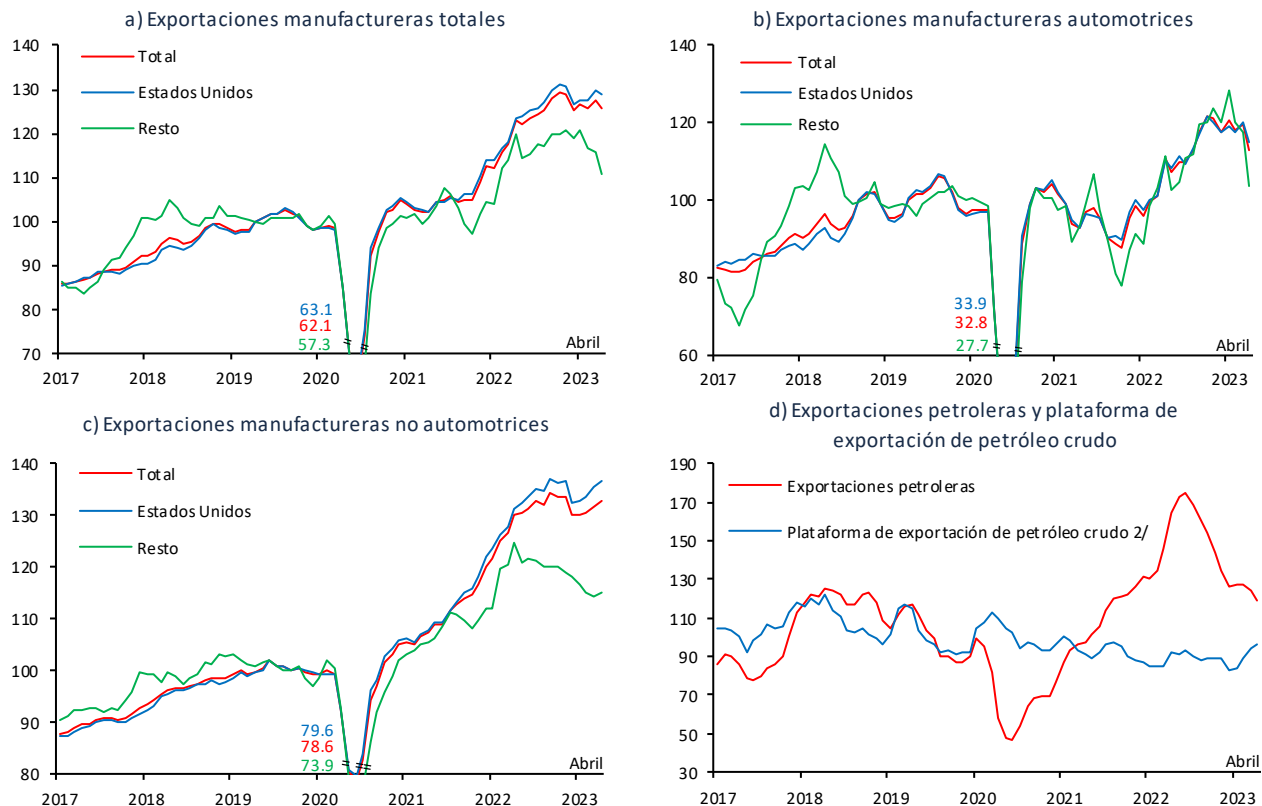 a) Exportaciones manufactureras totales
140
130
120
110
100
90
80
70
Total
Estados Unidos
Resto
63.1
62.1
57.3
Abril
2017 2018 2019 2020 2021 2022 2023
b) Exportaciones manufactureras automotrices
140
120
100
80
60
Total
Estados Unidos
Resto
33.9
32.8
27.7
Abril
2017 2018 2019 2020 2021 2022 2023
c) Exportaciones manufactureras no automotrices
140
130
120
110
100
90
80
Total
Estados Unidos
Resto
79.6
78.6
73.9
Abril
2017 2018 2019 2020 2021 2022 2023
d) Exportaciones petroleras y plataforma de
exportación de petróleo crudo
190
170
150
130
110
90
70
50
30
Exportaciones petroleras
Plataforma de exportación de petróleo crudo 2/
Abril
2017 2018 2019 2020 2021 2022 2023